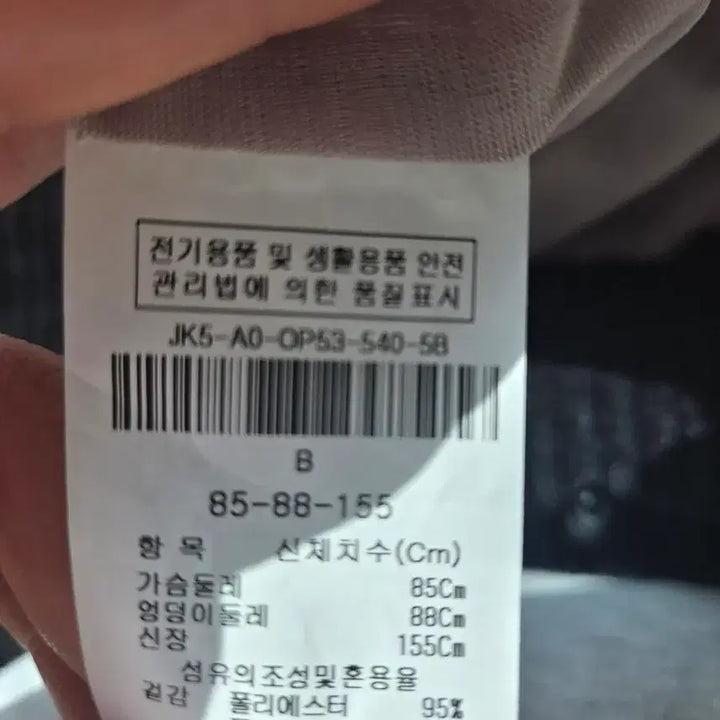 전기용품 및 생활용품 안전
관리법에 의한 품질표시
JK5-A0-OP53-540-5B
B
85-88-155
항 목 신체치수(Cm)
가슴둘레 85Cm
엉덩이둘레 88Cm
신장 155Cm
섬유의조성및혼용율
겉감 폴리에스터 95%